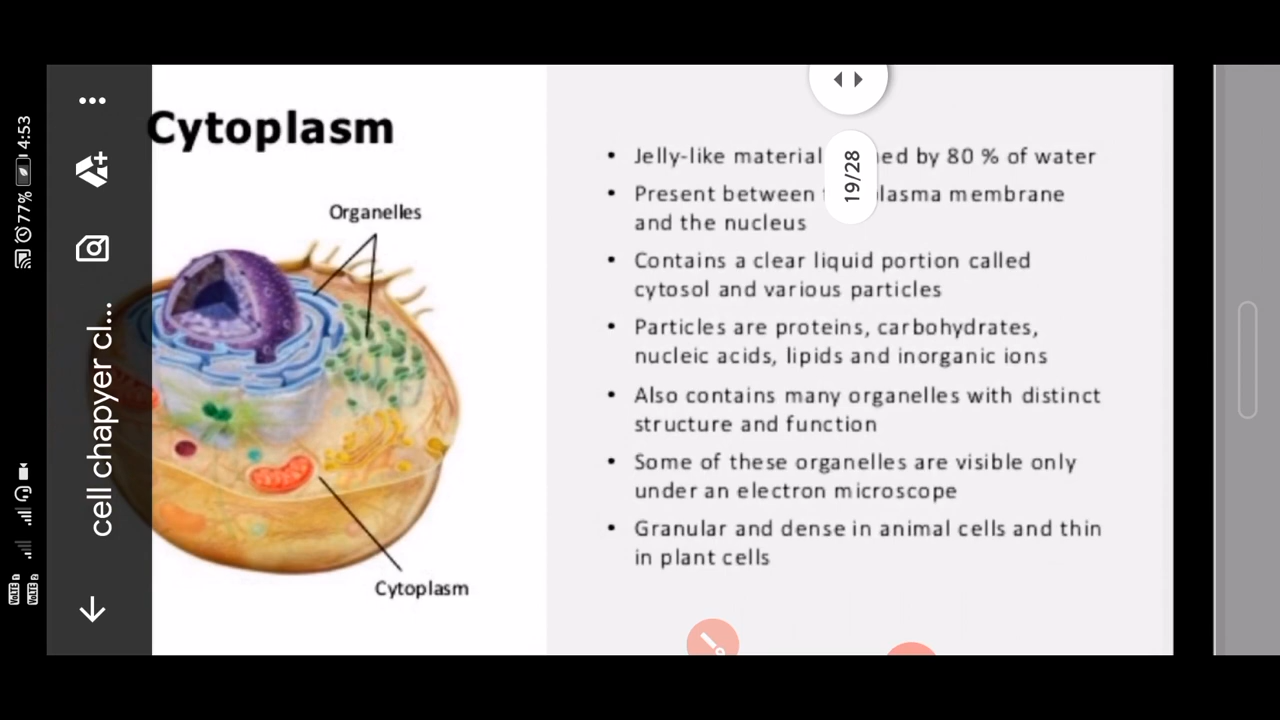 4:53
77%
cell chapyer cl...
19/28
Cytoplasm
Organelles
Cytoplasm
• Jelly-like material ed by 80 % of water
• Present between plasma membrane
and the nucleus
• Contains a clear liquid portion called
cytosol and various particles
• Particles are proteins, carbohydrates,
nucleic acids, lipids and inorganic ions
• Also contains many organelles with distinct
structure and function
• Some of these organelles are visible only
under an electron microscope
• Granular and dense in animal cells and thin
in plant cells